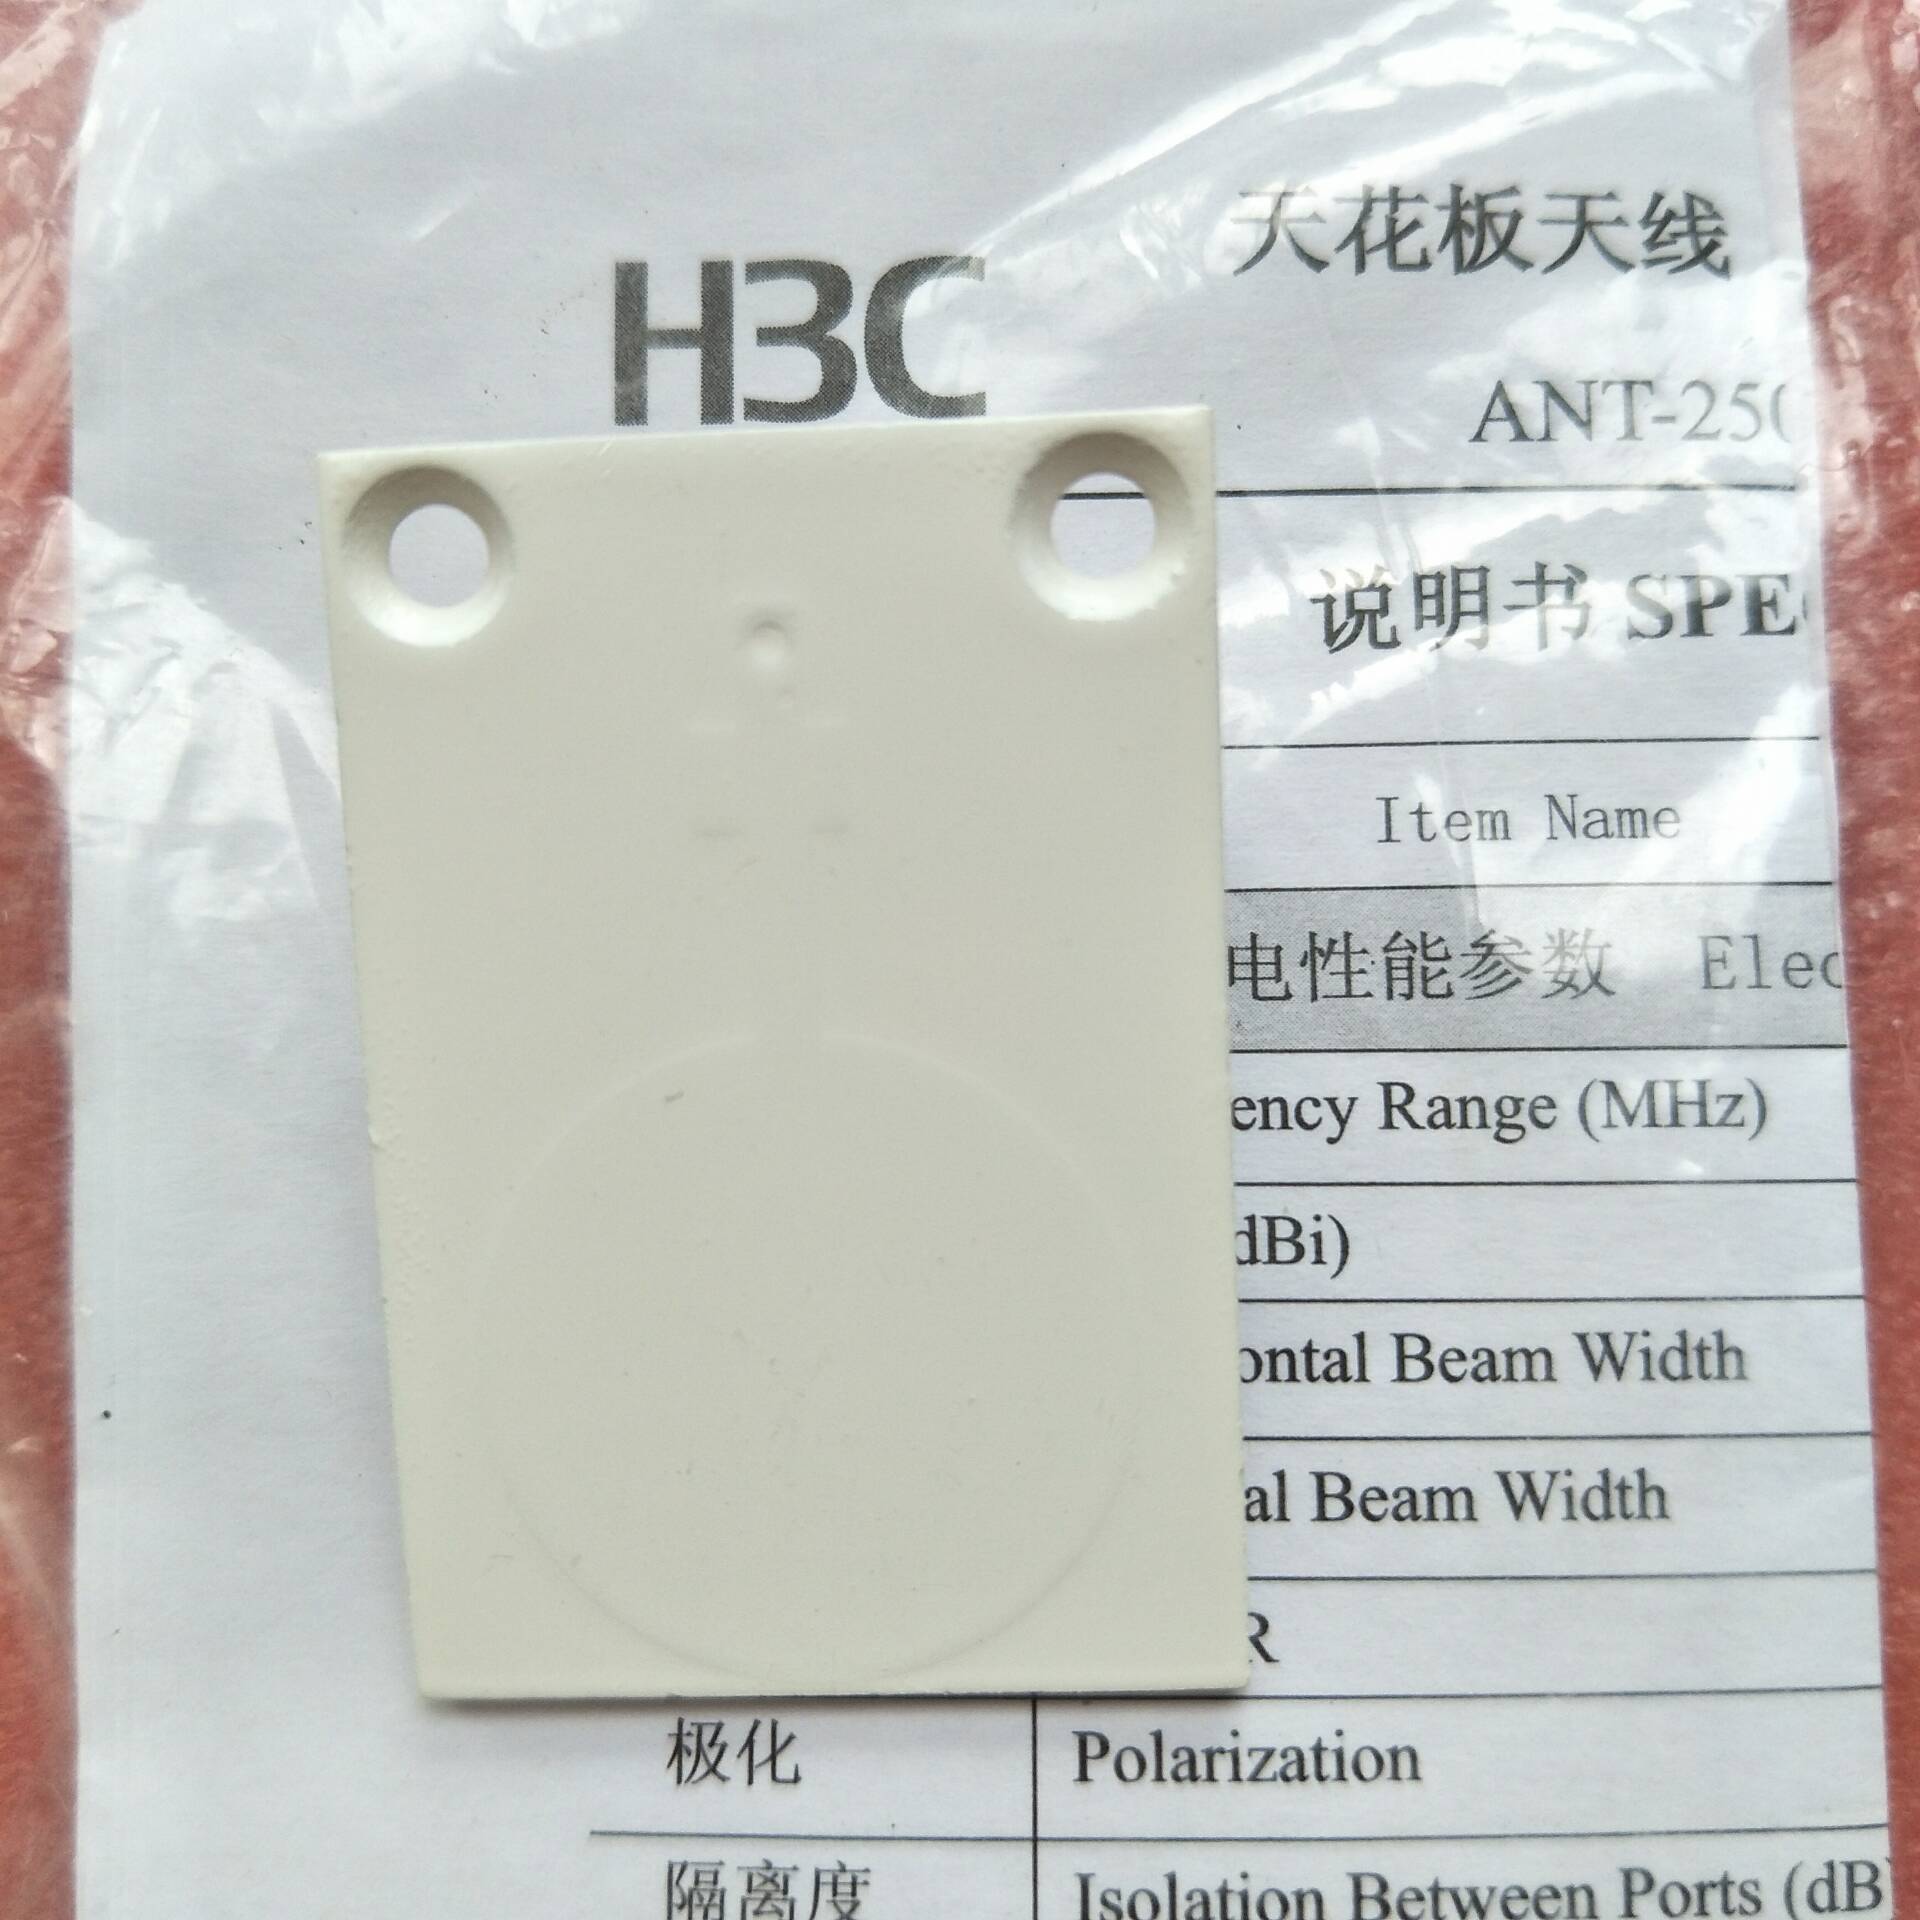 天花板天线
H3C
ANT-250
说明书 SPE
Item Name
电性能参数 Elec
ency Range (MHz)
dBi)
ontal Beam Width
al Beam Width
R
极化 Polarization
隔离度 Isolation Between Ports (dB